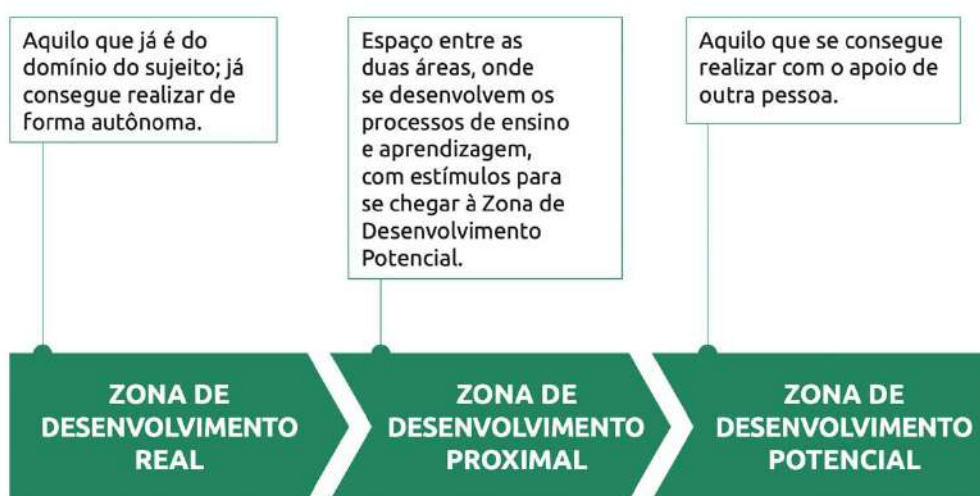 Aquilo que já é do
domínio do sujeito; já
consegue realizar de
forma autônoma.
Espaço entre as
duas áreas, onde
se desenvolvem os
processos de ensino
e aprendizagem,
com estímulos para
se chegar à Zona de
Desenvolvimento
Potencial.
Aquilo que se consegue
realizar com o apoio de
outra pessoa.
ZONA DE
DESENVOLVIMENTO
REAL
ZONA DE
DESENVOLVIMENTO
PROXIMAL
ZONA DE
DESENVOLVIMENTO
POTENCIAL